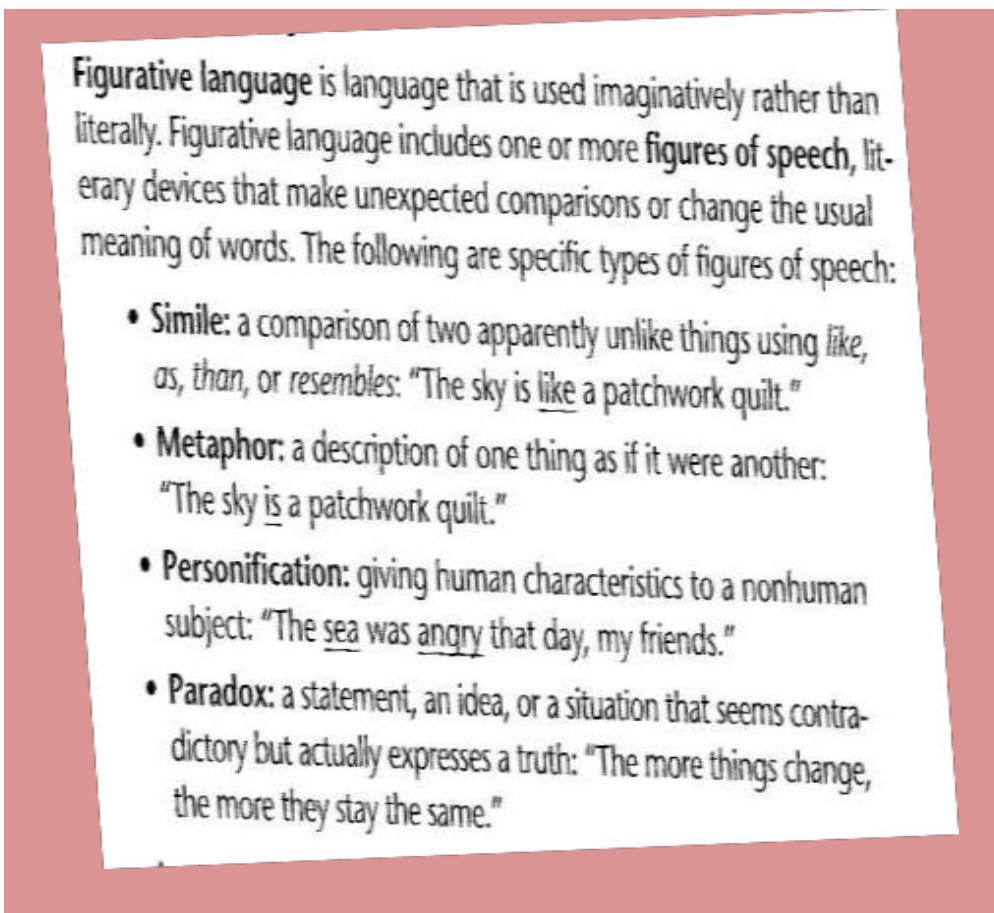 Figurative language is language that is used imaginatively rather than
literally. Figurative language includes one or more figures of speech, lit-
erary devices that make unexpected comparisons or change the usual
meaning of words. The following are specific types of figures of speech:
• Simile: a comparison of two apparently unlike things using like,
as, than, or resembles: “The sky is like a patchwork quilt.”
• Metaphor: a description of one thing as if it were another:
“The sky is a patchwork quilt.”
• Personification: giving human characteristics to a nonhuman
subject: “The sea was angry that day, my friends.”
• Paradox: a statement, an idea, or a situation that seems contra-
dictory but actually expresses a truth: “The more things change,
the more they stay the same.”